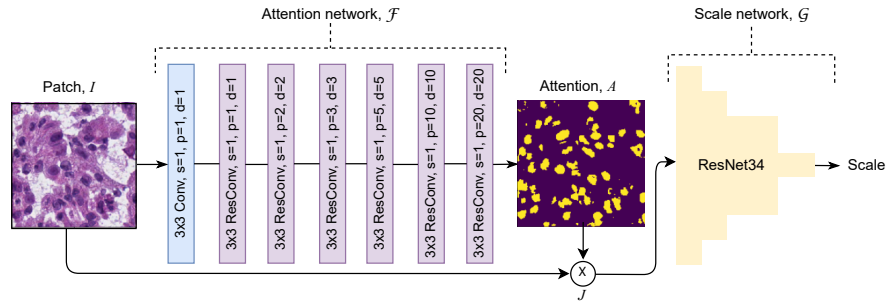 Attention network, ℱ
Scale network, 𝒢
Patch, I
3x3 Conv, s=1, p=1, d=1
3x3 ResConv, s=1, p=1, d=1
3x3 ResConv, s=1, p=2, d=2
3x3 ResConv, s=1, p=3, d=3
3x3 ResConv, s=1, p=5, d=5
3x3 ResConv, s=1, p=10, d=10
3x3 ResConv, s=1, p=20, d=20
Attention, A
ResNet34
Scale
X
J